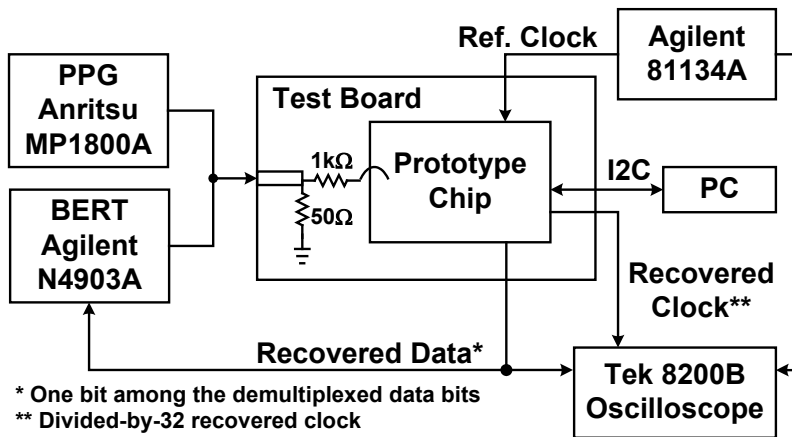 Ref. Clock
Agilent
81134A
PPG
Anritsu
MP1800A
Test Board
1kΩ
50Ω
Prototype
Chip
I2C
PC
BERT
Agilent
N4903A
Recovered
Clock**
Recovered Data*
Tek 8200B
Oscilloscope
* One bit among the demultiplexed data bits
** Divided-by-32 recovered clock